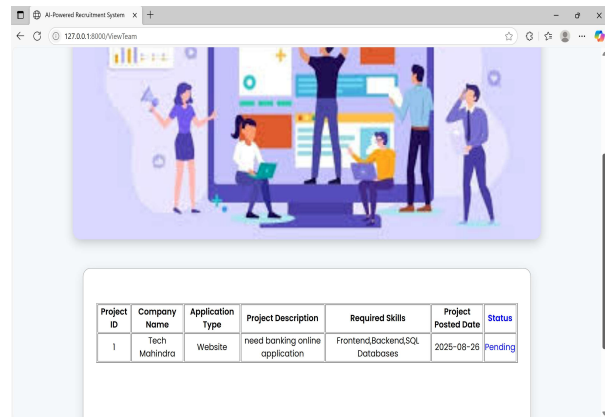 AI-Powered Recruitment System
127.0.0.1:8000/ViewTeam
Project ID Company Name Application Type Project Description Required Skills Project Posted Date Status
1 Tech Mahindra Website need banking online application Frontend,Backend,SQL Databases 2025-08-26 Pending